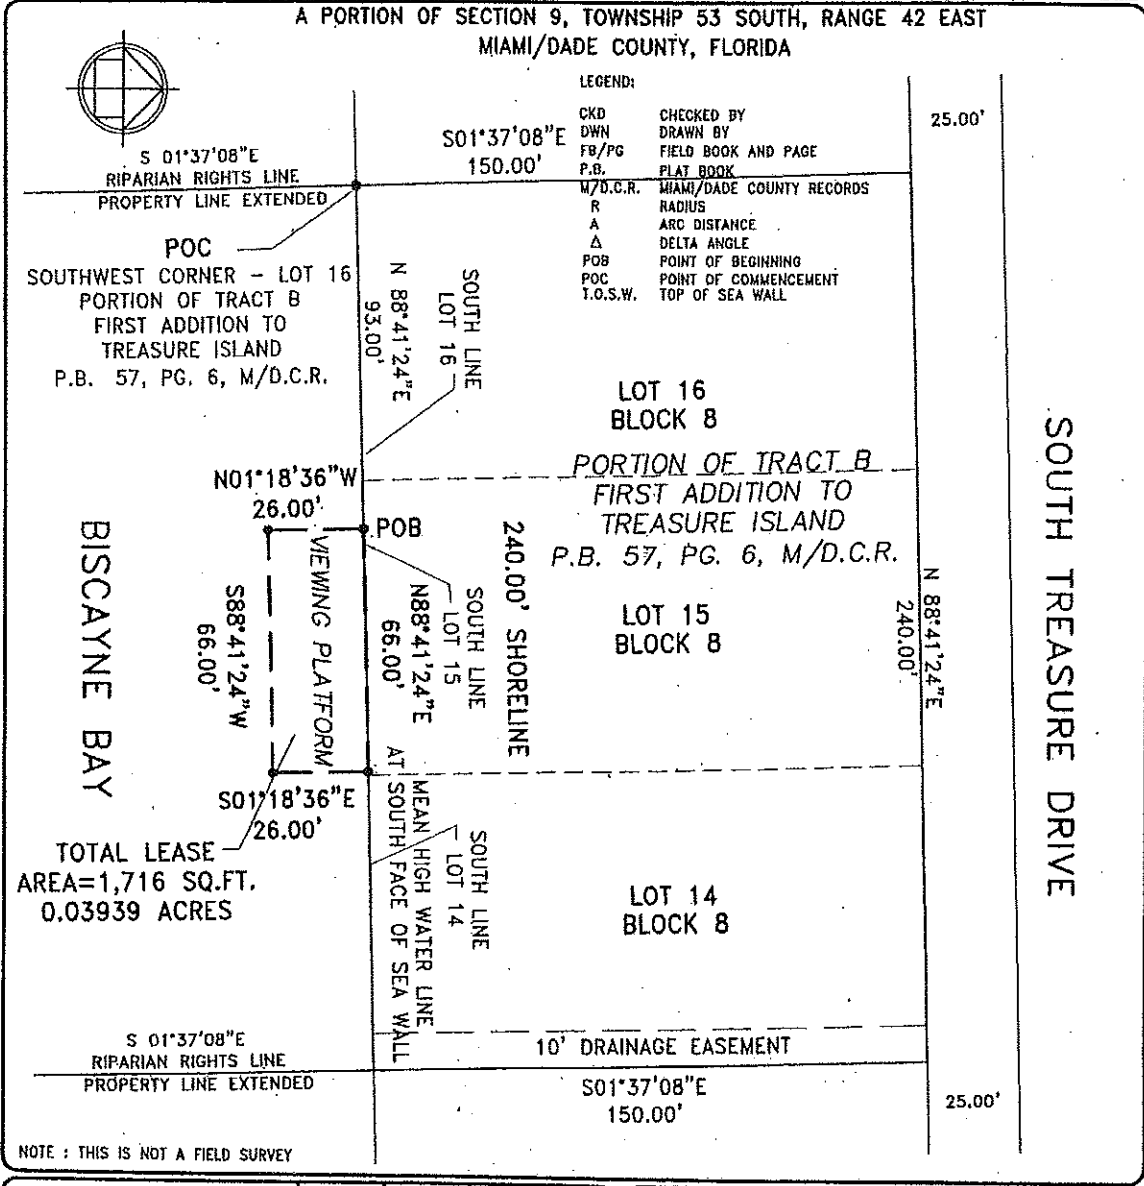 A PORTION OF SECTION 9, TOWNSHIP 53 SOUTH, RANGE 42 EAST
MIAMI/DADE COUNTY, FLORIDA
LEGEND:
CKD CHECKED BY
DWN DRAWN BY
FB/PG FIELD BOOK AND PAGE
P.B. PLAT BOOK
M/D.C.R. MIAMI/DADE COUNTY RECORDS
R RADIUS
A ARC DISTANCE
Δ DELTA ANGLE
POB POINT OF BEGINNING
POC POINT OF COMMENCEMENT
T.O.S.W. TOP OF SEA WALL
25.00'
S01°37'08"E
150.00'
S 01°37'08"E
RIPARIAN RIGHTS LINE
PROPERTY LINE EXTENDED
POC
SOUTHWEST CORNER - LOT 16
PORTION OF TRACT B
FIRST ADDITION TO
TREASURE ISLAND
P.B. 57, PG. 6, M/D.C.R.
N 88°41'24"E
93.00'
SOUTH LINE
LOT 16
LOT 16
BLOCK 8
PORTION OF TRACT B
FIRST ADDITION TO
TREASURE ISLAND
P.B. 57, PG. 6, M/D.C.R.
N01°18'36"W
26.00'
POB
BISCAYNE BAY
S88°41'24"W
66.00'
VIEWING PLATFORM
N88°41'24"E
66.00'
SOUTH LINE
LOT 15
240.00' SHORELINE
LOT 15
BLOCK 8
N 88°41'24"E
240.00'
SOUTH TREASURE DRIVE
S01°18'36"E
26.00'
TOTAL LEASE
AREA=1,716 SQ.FT.
0.03939 ACRES
MEAN HIGH WATER LINE
AT SOUTH FACE OF SEA WALL
SOUTH LINE
LOT 14
LOT 14
BLOCK 8
S 01°37'08"E
RIPARIAN RIGHTS LINE
PROPERTY LINE EXTENDED
10' DRAINAGE EASEMENT
S01°37'08"E
150.00'
25.00'
NOTE : THIS IS NOT A FIELD SURVEY